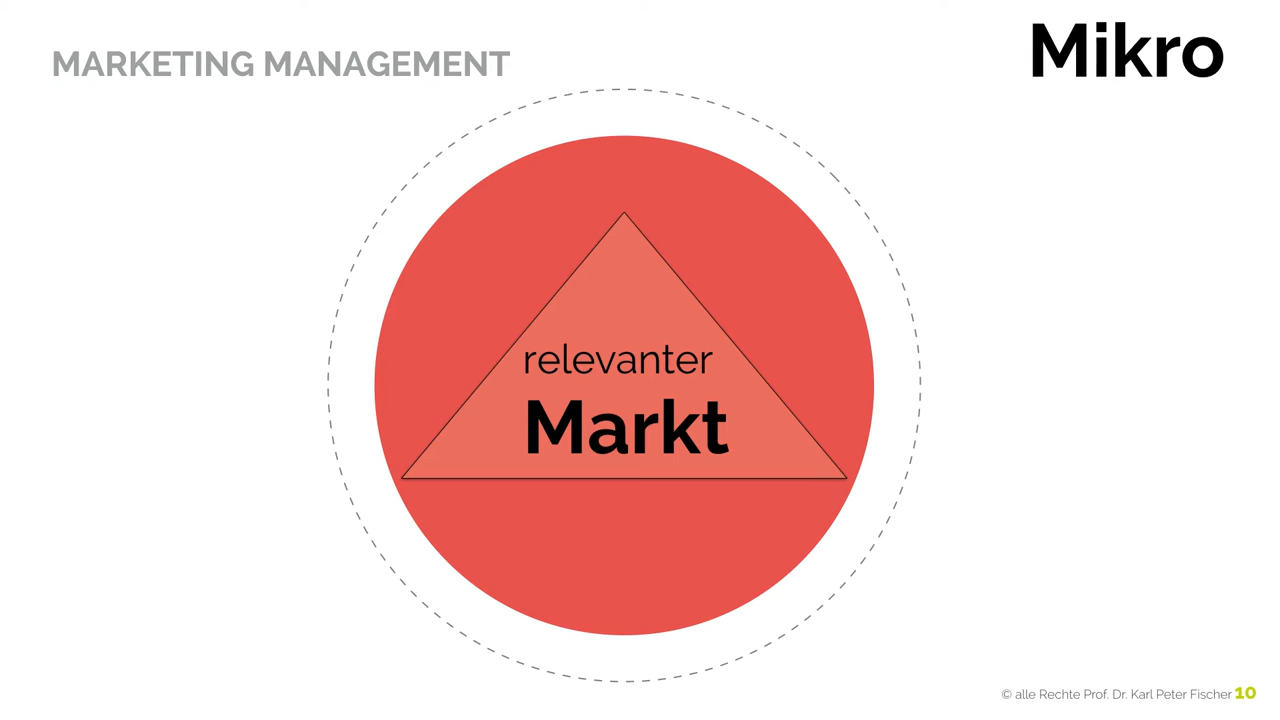 MARKETING MANAGEMENT
Mikro
relevanter
Markt
© alle Rechte Prof. Dr. Karl Peter Fischer 10